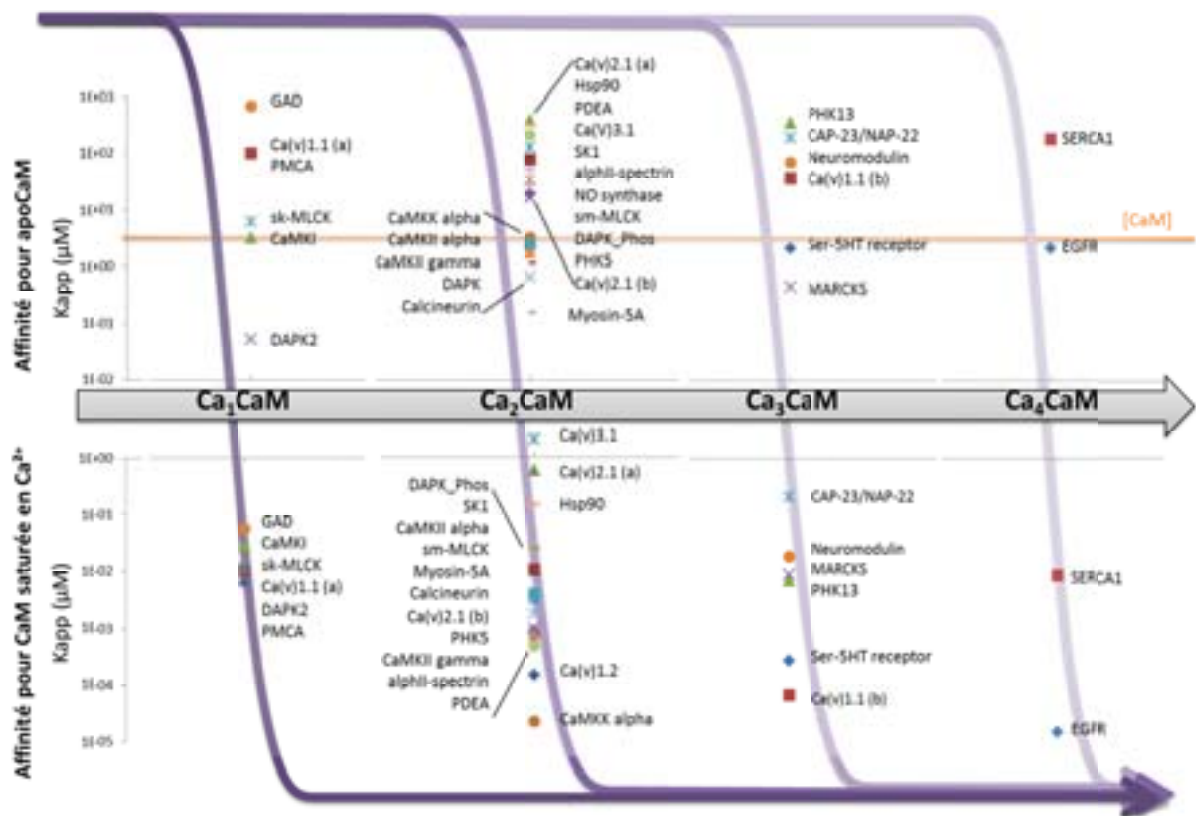 Affinité pour apoCaM
Kapp (µM)
1E+03
1E+02
1E+01
1E+00
1E-01
1E-02
GAD
Ca(v)1.1 (a)
PMCA
sk-MLCK
CaMKI
DAPK2
Ca(v)2.1 (a)
Hsp90
PDEA
Ca(V)3.1
SK1
alphII-spectrin
NO synthase
sm-MLCK
DAPK_Phos
PHK5
Ca(v)2.1 (b)
Myosin-5A
CaMKK alpha
CaMKII alpha
CaMKII gamma
DAPK
Calcineurin
PHK13
CAP-23/NAP-22
Neuromodulin
Ca(v)1.1 (b)
Ser-5HT receptor
MARCKS
SERCA1
[CaM]
EGFR
Ca₁CaM
Ca₂CaM
Ca₃CaM
Ca₄CaM
Affinité pour CaM saturée en Ca²⁺
Kapp (µM)
1E+00
1E-01
1E-02
1E-03
1E-04
1E-05
GAD
CaMKI
sk-MLCK
Ca(v)1.1 (a)
DAPK2
PMCA
DAPK_Phos
SK1
CaMKII alpha
sm-MLCK
Myosin-5A
Calcineurin
Ca(v)2.1 (b)
PHK5
CaMKII gamma
alphII-spectrin
PDEA
Ca(v)3.1
Ca(v)2.1 (a)
Hsp90
Ca(v)1.2
CaMKK alpha
CAP-23/NAP-22
Neuromodulin
MARCKS
PHK13
Ser-5HT receptor
Ca(v)1.1 (b)
SERCA1
EGFR